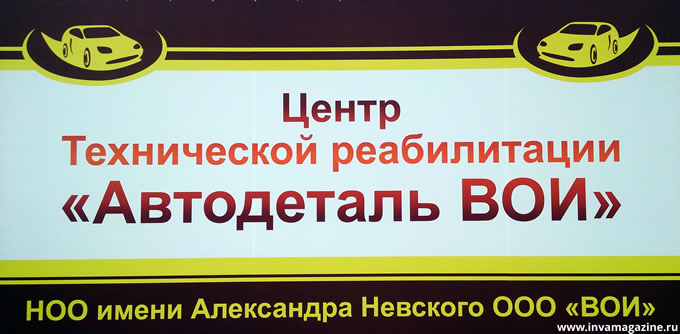 Центр
Технической реабилитации
«Автодеталь ВОИ»
НОО имени Александра Невского ООО «ВОИ»
www.invamagazine.ru